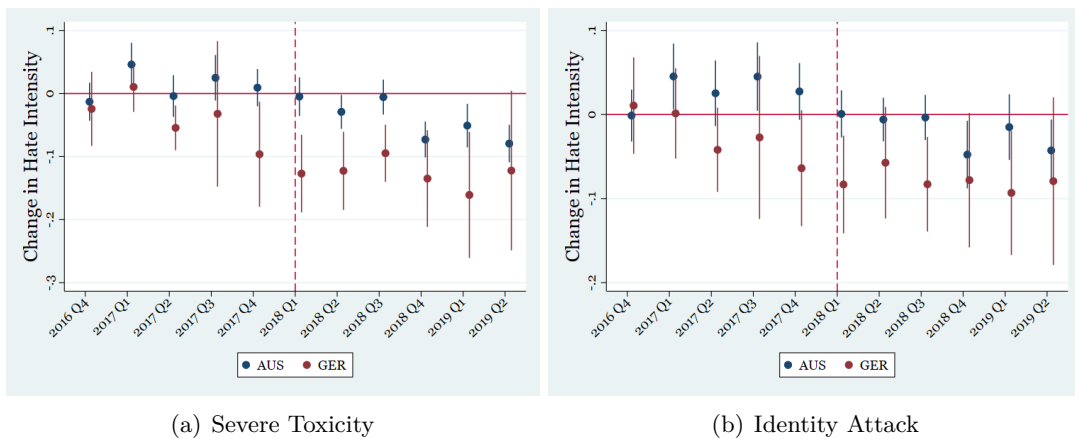 Change in Hate Intensity
.1
0
-.1
-.2
-.3
2016 Q4
2017 Q1
2017 Q2
2017 Q3
2017 Q4
2018 Q1
2018 Q2
2018 Q3
2018 Q4
2019 Q1
2019 Q2
AUS GER
(a) Severe Toxicity
Change in Hate Intensity
.1
0
-.1
-.2
2016 Q4
2017 Q1
2017 Q2
2017 Q3
2017 Q4
2018 Q1
2018 Q2
2018 Q3
2018 Q4
2019 Q1
2019 Q2
AUS GER
(b) Identity Attack